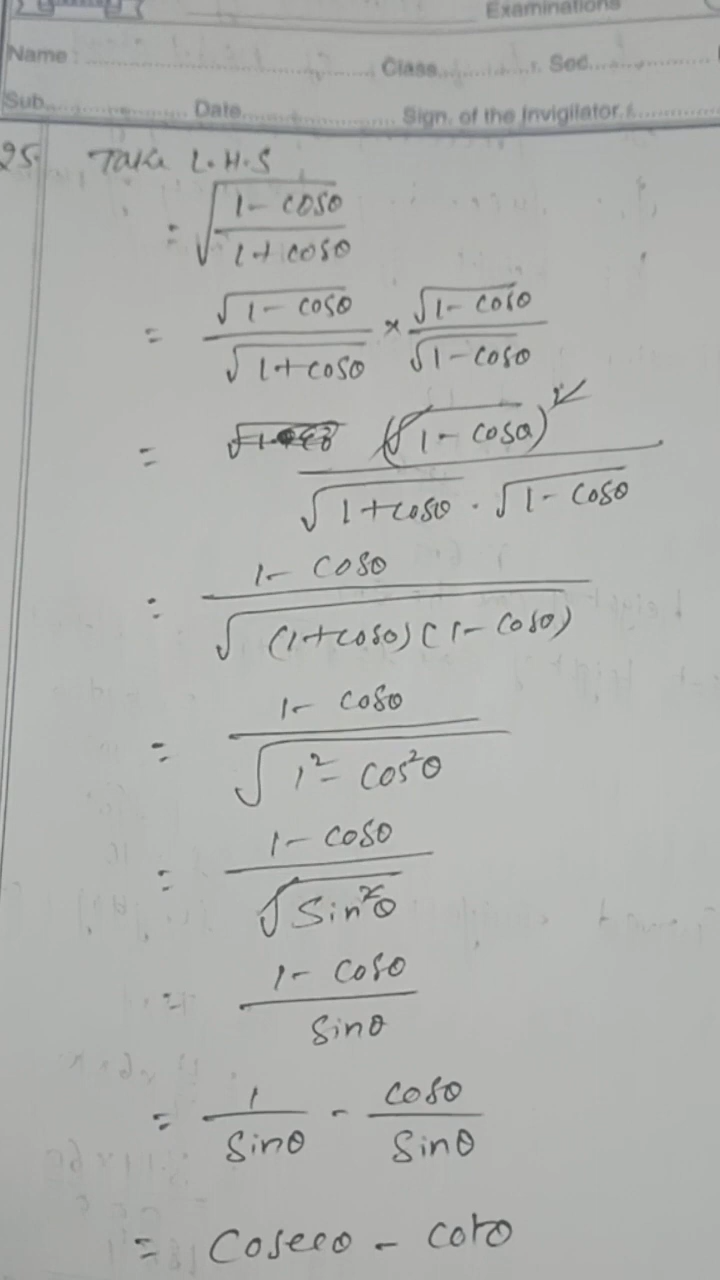 Examinations
Name : Class Sec.
Sub. Date Sign. of the Invigilator
25. Take L.H.S
= √(1 - cosθ / 1 + cosθ)
= √1 - cosθ / √1 + cosθ × √1 - cosθ / √1 - cosθ
= (√1 - cosθ)² / √1 + cosθ . √1 - cosθ
= 1 - cosθ / √(1 + cosθ) (1 - cosθ)
= 1 - cosθ / √1² - cos²θ
= 1 - cosθ / √sin²θ
= 1 - cosθ / sinθ
= 1 / sinθ - cosθ / sinθ
= Cosecθ - cotθ